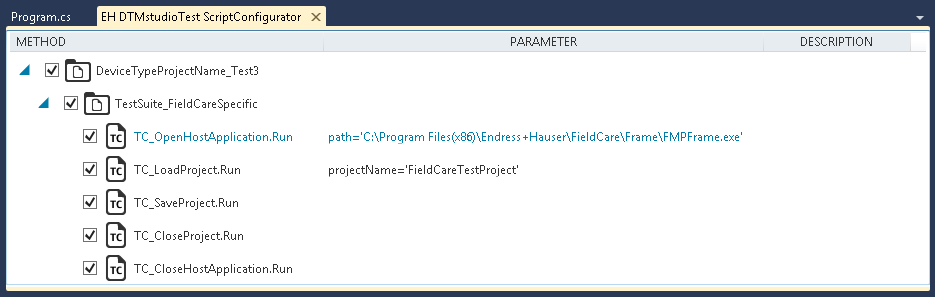 Program.cs EH DTMstudioTest ScriptConfigurator
METHOD PARAMETER DESCRIPTION
DeviceTypeProjectName_Test3
TestSuite_FieldCareSpecific
TC TC_OpenHostApplication.Run path='C:\Program Files(x86)\Endress+Hauser\FieldCare\Frame\FMPFrame.exe'
TC TC_LoadProject.Run projectName='FieldCareTestProject'
TC TC_SaveProject.Run
TC TC_CloseProject.Run
TC TC_CloseHostApplication.Run